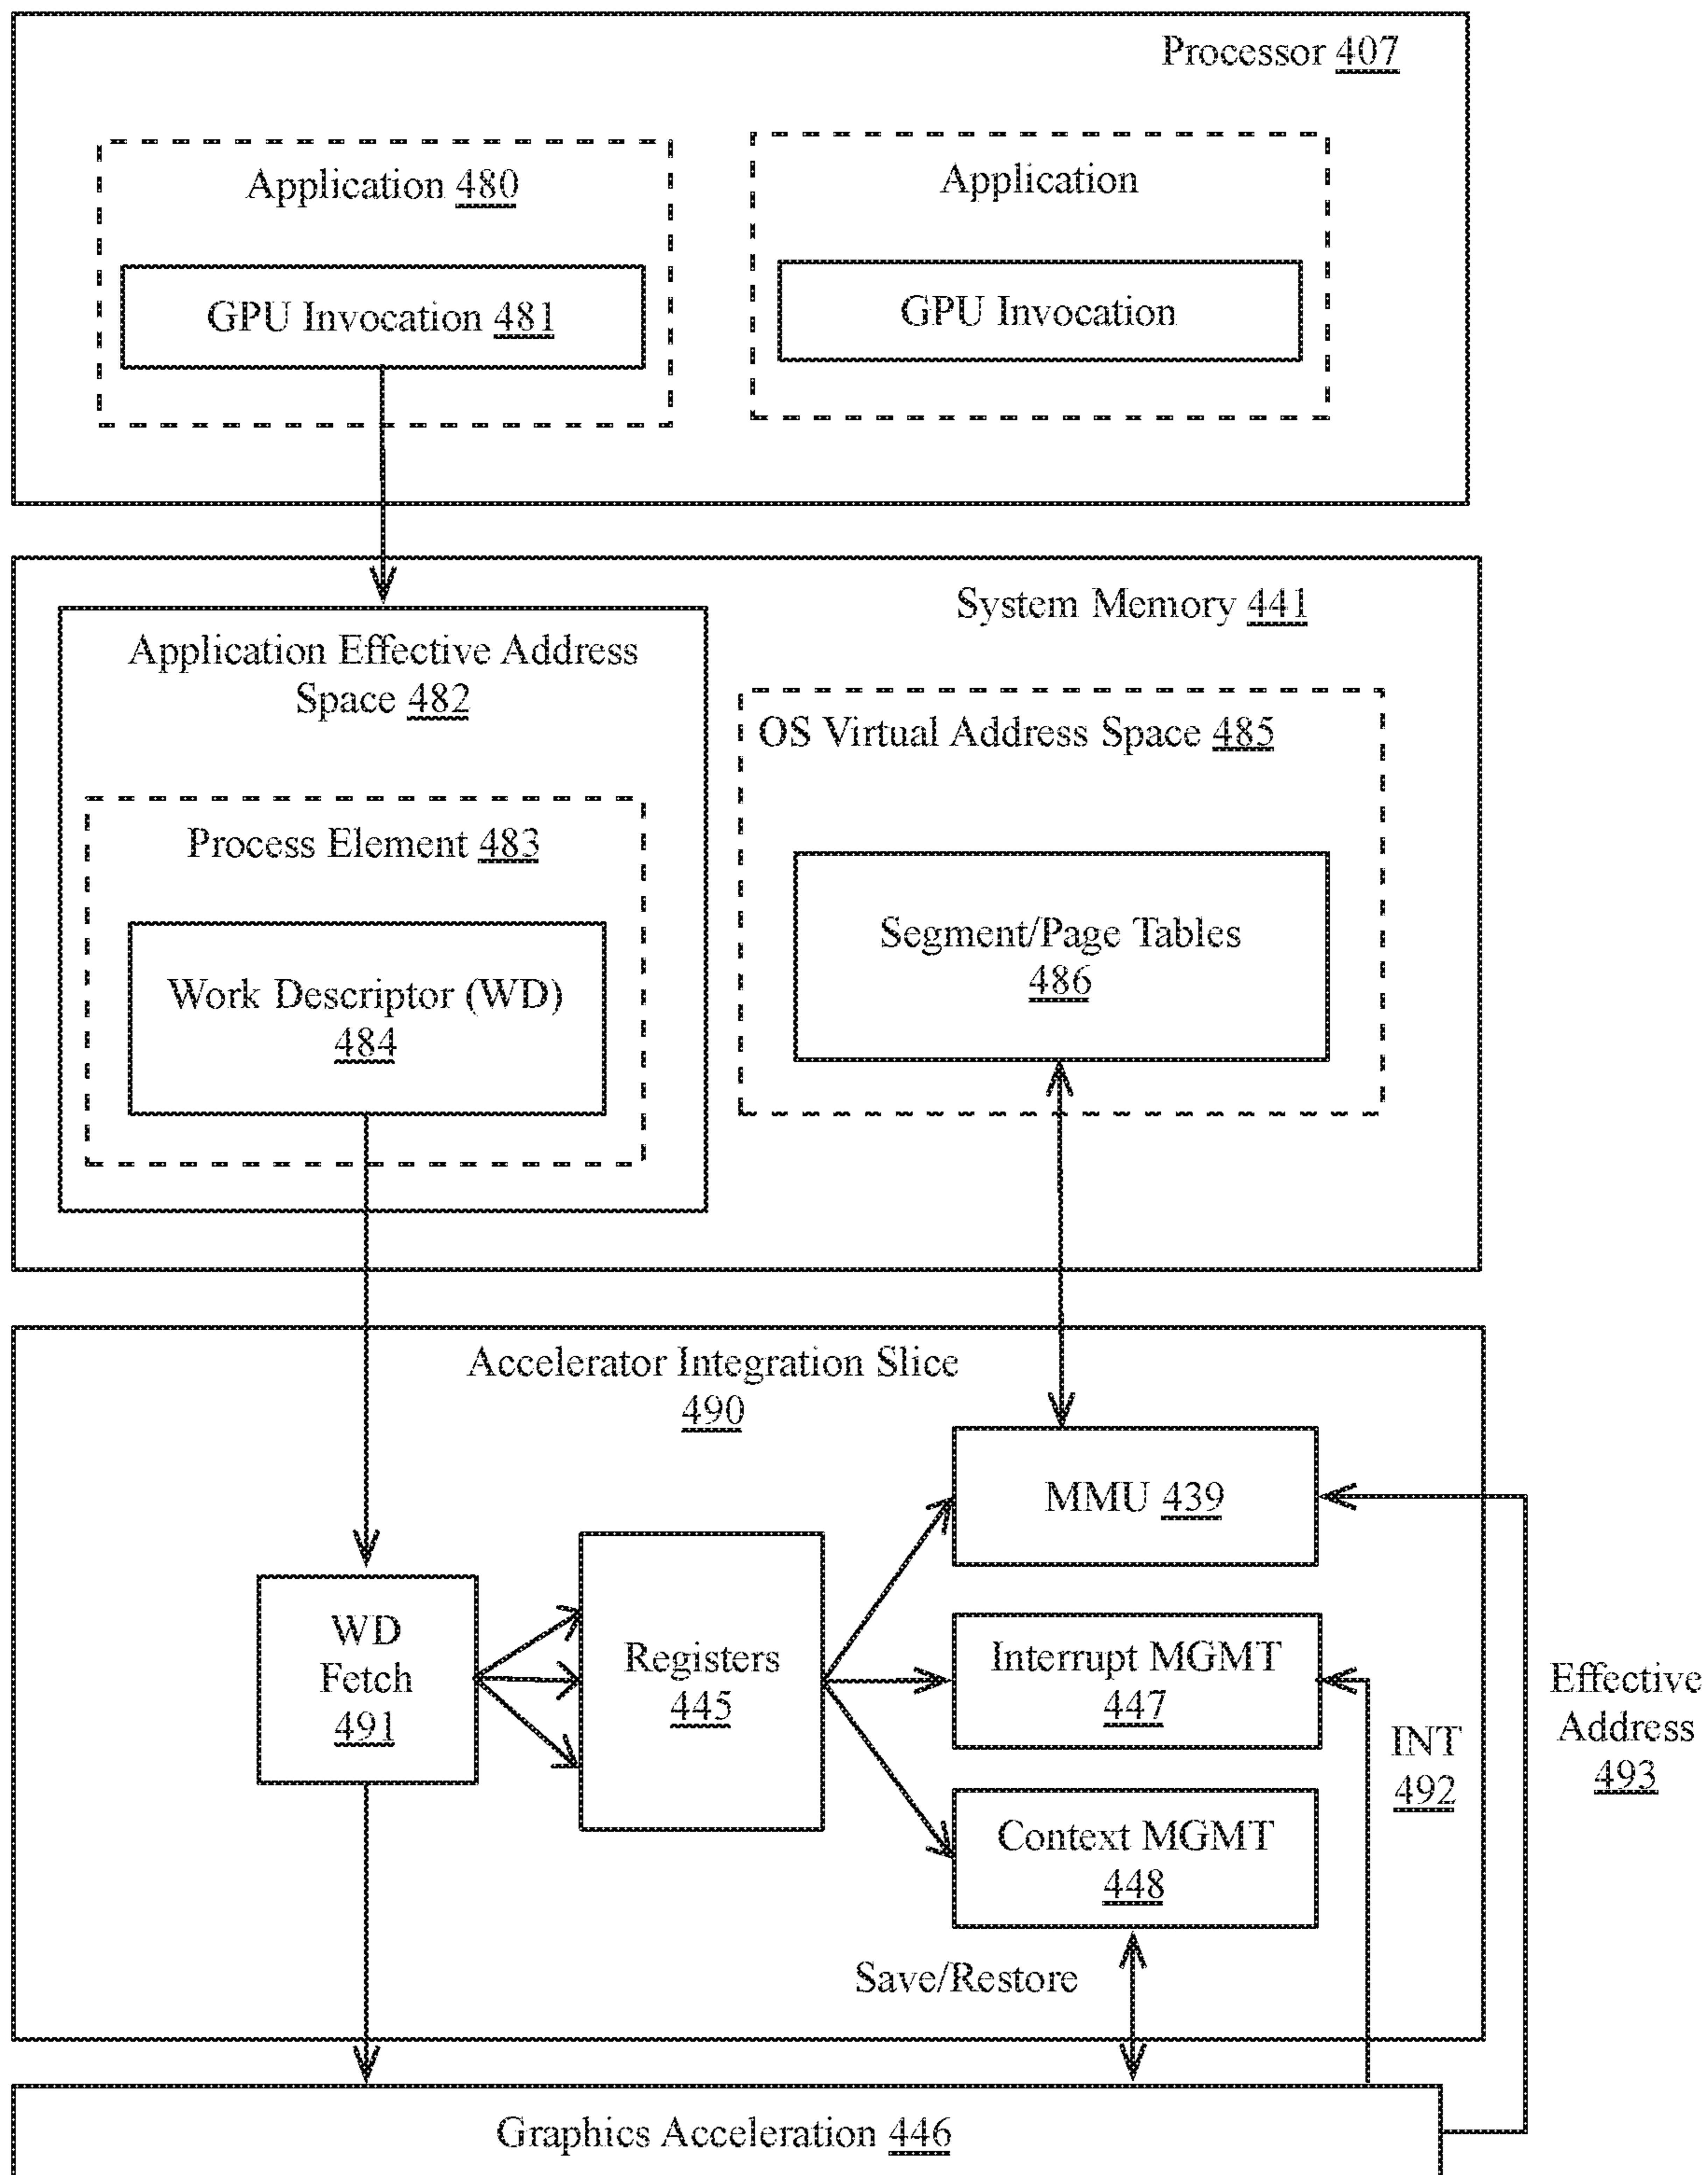 Processor 407
Application 480
Application
GPU Invocation 481
GPU Invocation
System Memory 441
Application Effective Address
Space 482
OS Virtual Address Space 485
Process Element 483
Segment/Page Tables
486
Work Descriptor (WD)
484
Accelerator Integration Slice
490
MMU 439
WD
Fetch
491
Registers
445
Interrupt MGMT
447
Effective
Address
493
INT
492
Context MGMT
448
Save/Restore
Graphics Acceleration 446